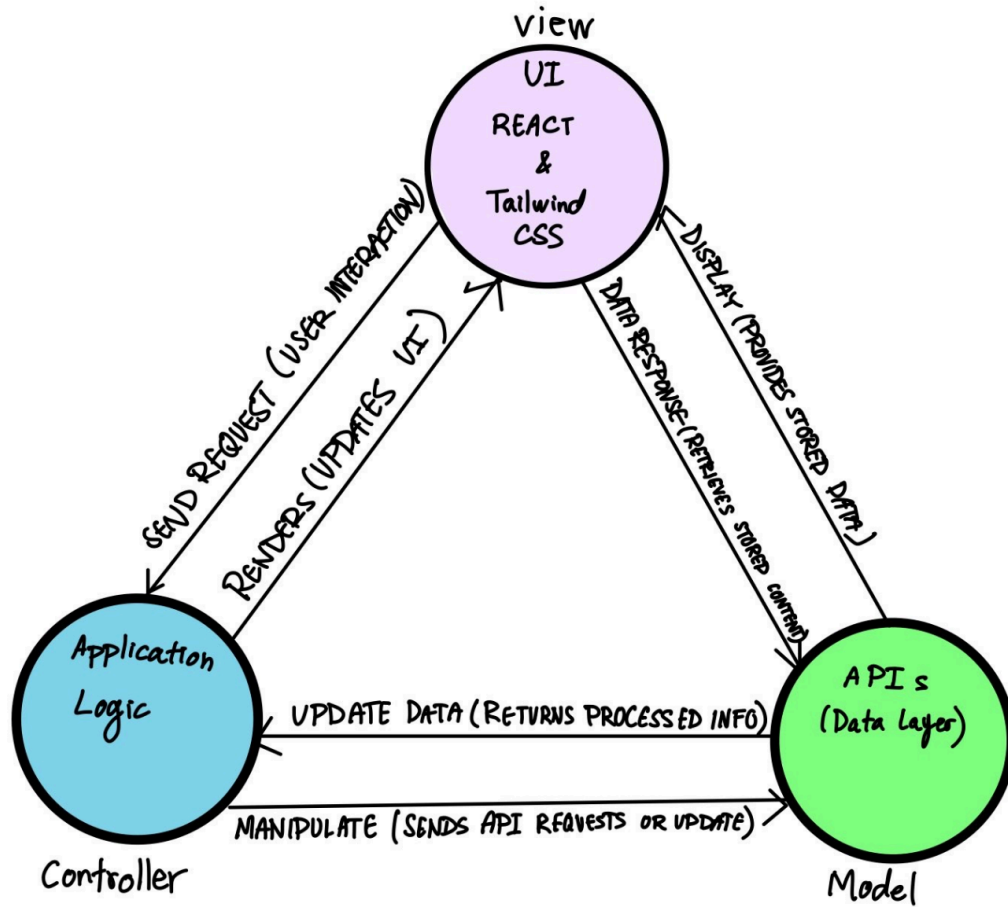 view
UI
REACT
&
Tailwind
CSS
SEND REQUEST (USER INTERACTION)
RENDERS (UPDATES UI)
DATA RESPONSE (RETRIEVES STORED CONTENT)
DISPLAY (PROVIDES STORED DATA)
Application
Logic
UPDATE DATA (RETURNS PROCESSED INFO)
MANIPULATE (SENDS API REQUESTS OR UPDATE)
APIs
(Data Layer)
Controller
Model